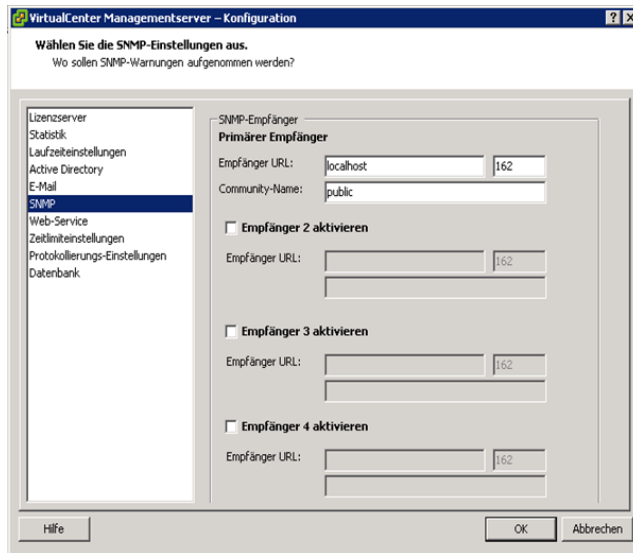 VirtualCenter Managementserver – Konfiguration
Wählen Sie die SNMP-Einstellungen aus.
Wo sollen SNMP-Warnungen aufgenommen werden?
Lizenzserver
Statistik
Laufzeiteinstellungen
Active Directory
E-Mail
SNMP
Web-Service
Zeitlimiteinstellungen
Protokollierungs-Einstellungen
Datenbank
SNMP-Empfänger
Primärer Empfänger
Empfänger URL: localhost 162
Community-Name: public
Empfänger 2 aktivieren
Empfänger URL: 162
Empfänger 3 aktivieren
Empfänger URL: 162
Empfänger 4 aktivieren
Empfänger URL: 162
Hilfe OK Abbrechen